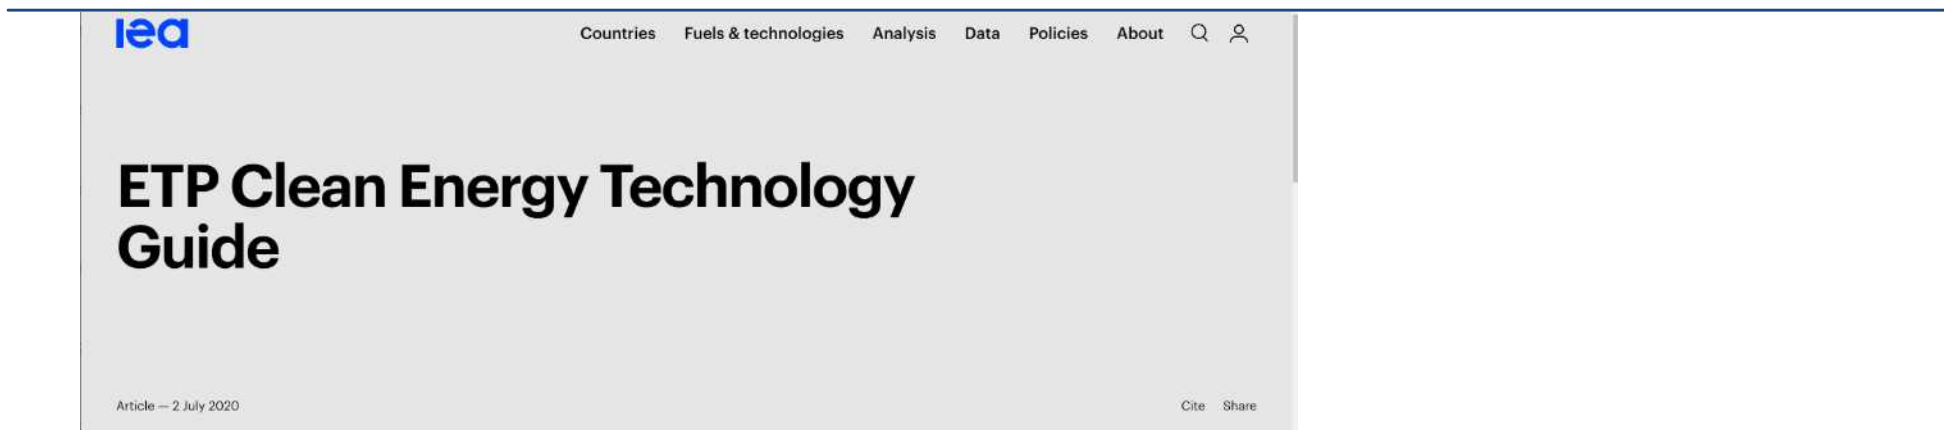 iea
Countries Fuels & technologies Analysis Data Policies About
ETP Clean Energy Technology
Guide
Article — 2 July 2020
Cite Share